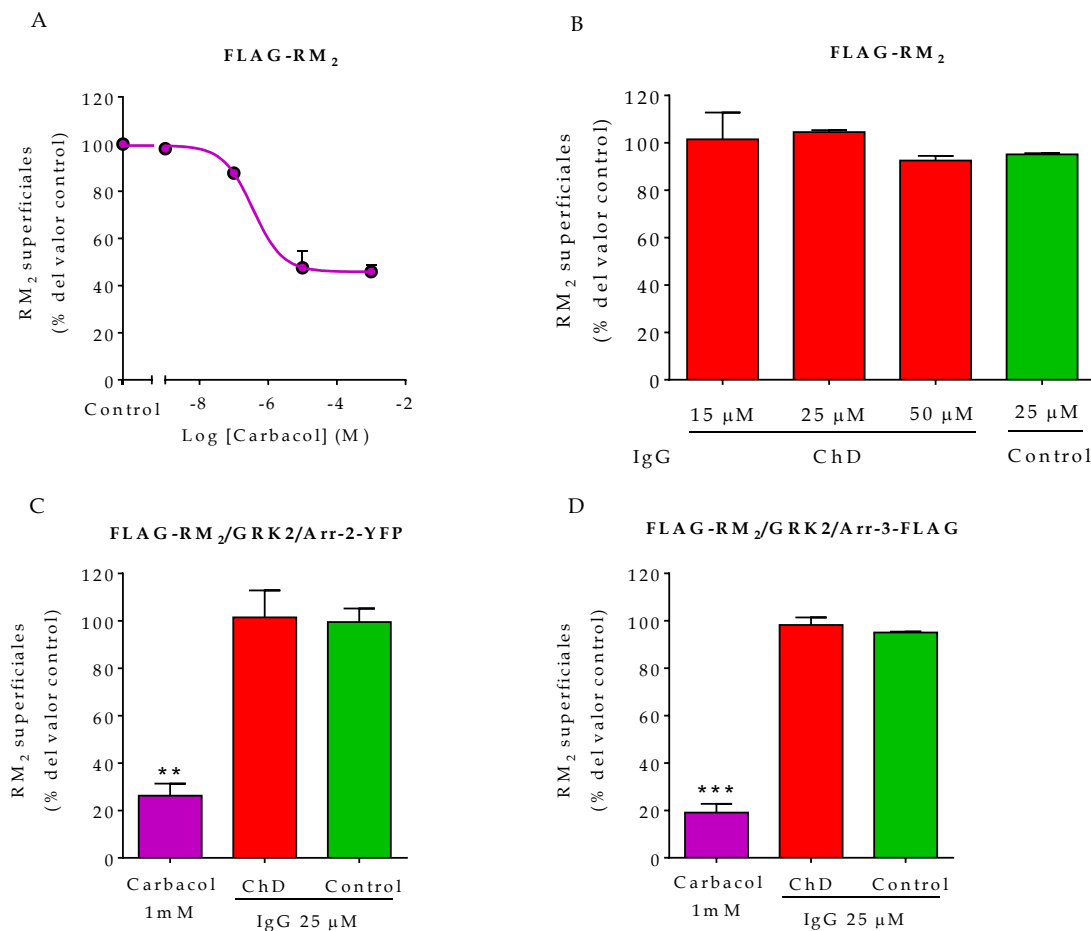 A
FLAG-RM2
RM2 superficiales
(% del valor control)
120
100
80
60
40
20
0
Control
-8
-6
-4
-2
Log [Carbacol] (M)
B
FLAG-RM2
RM2 superficiales
(% del valor control)
120
100
80
60
40
20
0
15 µM
25 µM
50 µM
25 µM
IgG
ChD
Control
C
FLAG-RM2/GRK2/Arr-2-YFP
RM2 superficiales
(% del valor control)
120
100
80
60
40
20
0
**
Carbacol
1mM
ChD
Control
IgG 25 µM
D
FLAG-RM2/GRK2/Arr-3-FLAG
RM2 superficiales
(% del valor control)
120
100
80
60
40
20
0
***
Carbacol
1mM
ChD
Control
IgG 25 µM